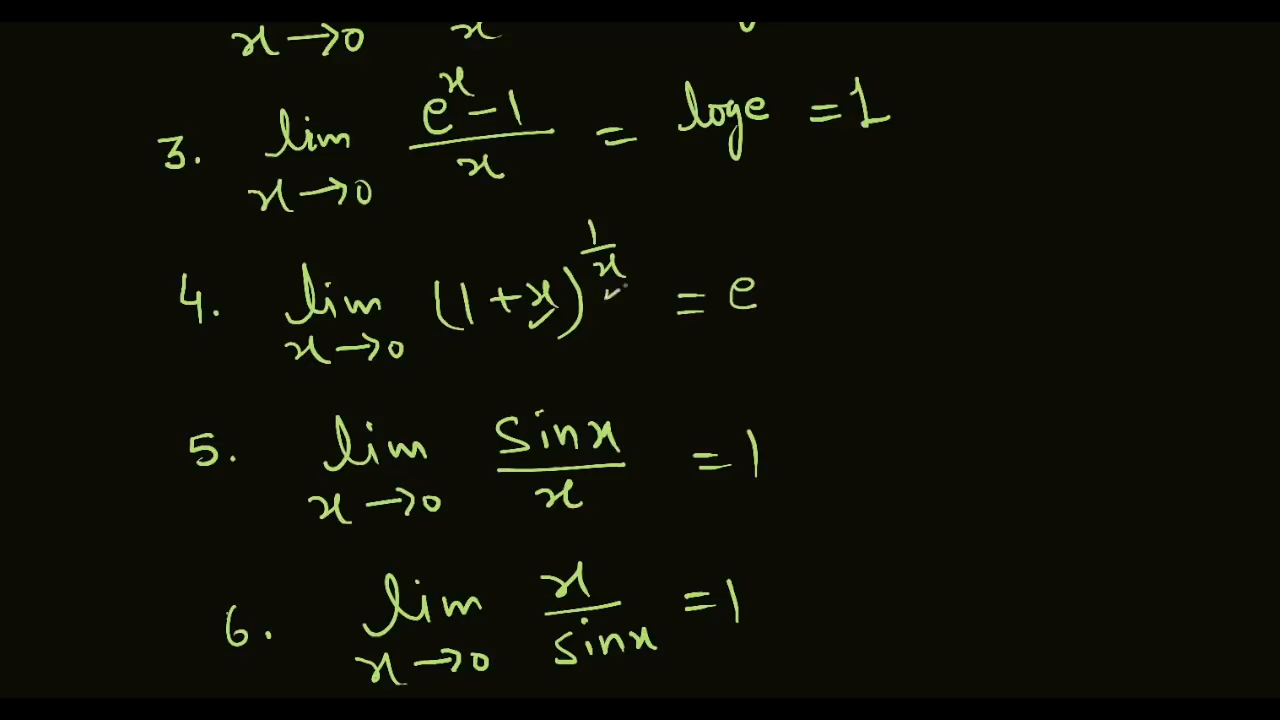 x→0 x
3. lim x→0 (e^x - 1)/x = loge = 1
4. lim x→0 (1+x)^(1/x) = e
5. lim x→0 sinx/x = 1
6. lim x→0 x/sinx = 1